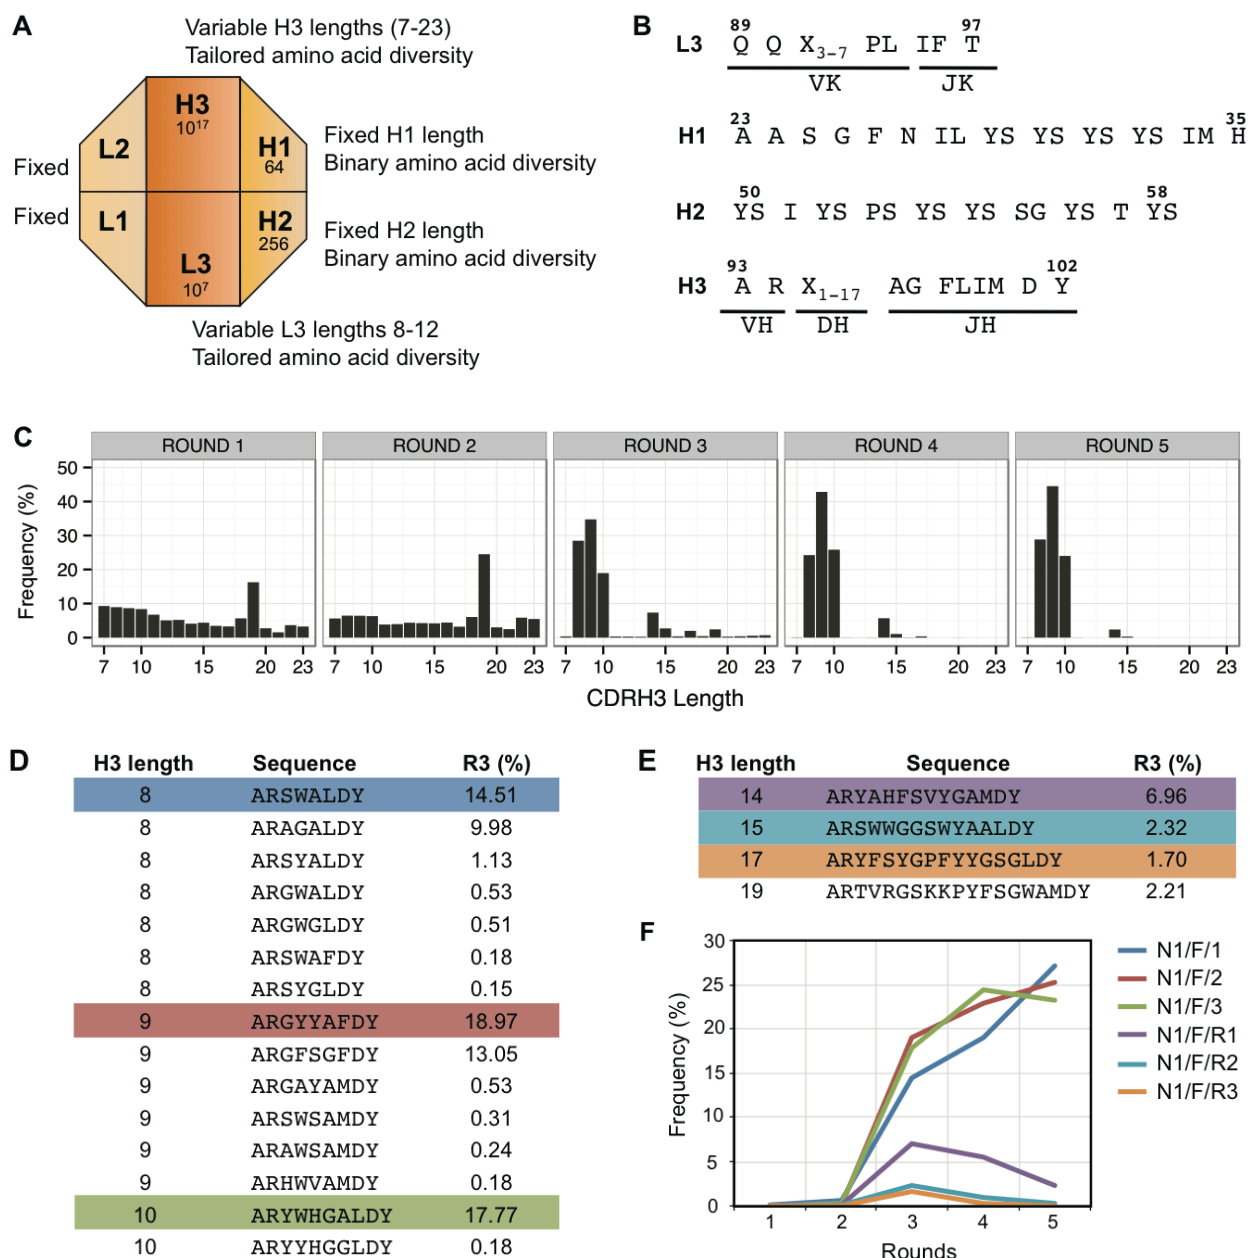 A
Variable H3 lengths (7-23)
Tailored amino acid diversity
H3
10^17
L2
H1
64
Fixed
Fixed H1 length
Binary amino acid diversity
Fixed
L1
H2
256
L3
10^7
Fixed H2 length
Binary amino acid diversity
Variable L3 lengths 8-12
Tailored amino acid diversity
B
89 97
L3 Q Q X3-7 PL IF T
VK JK
23 35
H1 A A S G F N IL YS YS YS YS IM H
50 58
H2 YS I YS PS YS YS SG YS T YS
93 102
H3 A R X1-17 AG FLIM D Y
VH DH JH
C
ROUND 1 ROUND 2 ROUND 3 ROUND 4 ROUND 5
Frequency (%)
50
40
30
20
10
0
7 10 15 20 23 7 10 15 20 23 7 10 15 20 23 7 10 15 20 23 7 10 15 20 23
CDRH3 Length
D
H3 length Sequence R3 (%)
8 ARSWALDY 14.51
8 ARAGALDY 9.98
8 ARSYALDY 1.13
8 ARGWALDY 0.53
8 ARGWGLDY 0.51
8 ARSWAFDY 0.18
8 ARSYGLDY 0.15
9 ARGYYAFDY 18.97
9 ARGFSGFDY 13.05
9 ARGAYAMDY 0.53
9 ARSWSAMDY 0.31
9 ARAWSAMDY 0.24
9 ARHWVAMDY 0.18
10 ARYWHGALDY 17.77
10 ARYYHGGLDY 0.18
E
H3 length Sequence R3 (%)
14 ARYAHFSVYGAMDY 6.96
15 ARSWWGGSWYAALDY 2.32
17 ARYFSYGPFYYGSGLDY 1.70
19 ARTVRGSKKPYFSGWAMDY 2.21
F
Frequency (%)
30
25
20
15
10
5
0
1 2 3 4 5
Rounds
N1/F/1
N1/F/2
N1/F/3
N1/F/R1
N1/F/R2
N1/F/R3